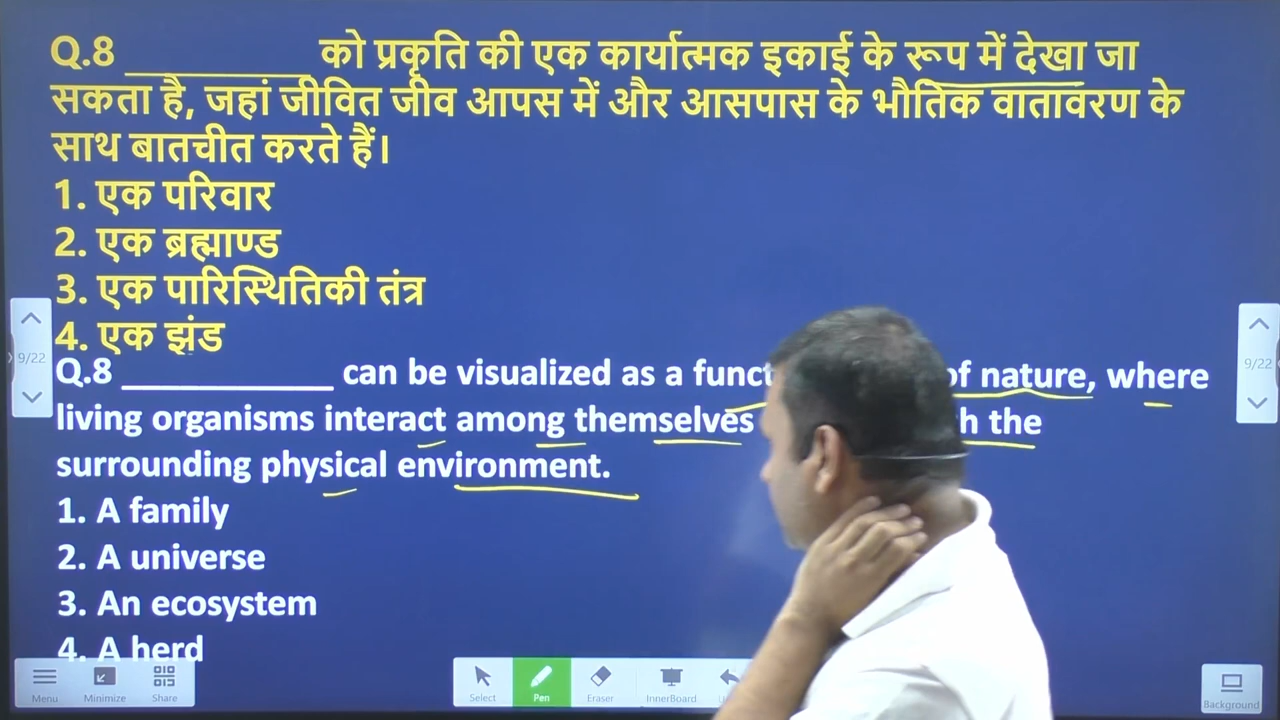 Q.8 __________ को प्रकृति की एक कार्यात्मक इकाई के रूप में देखा जा
सकता है, जहां जीवित जीव आपस में और आसपास के भौतिक वातावरण के
साथ बातचीत करते हैं।
1. एक परिवार
2. एक ब्रह्माण्ड
3. एक पारिस्थितिकी तंत्र
4. एक झंड
Q.8 ____________ can be visualized as a of nature, where
living organisms interact among themselves the
surrounding physical environment.
1. A family
2. A universe
3. An ecosystem
4. A herd
9/22
9/22
Menu Minimize Share Select Pen Eraser InnerBoard Background